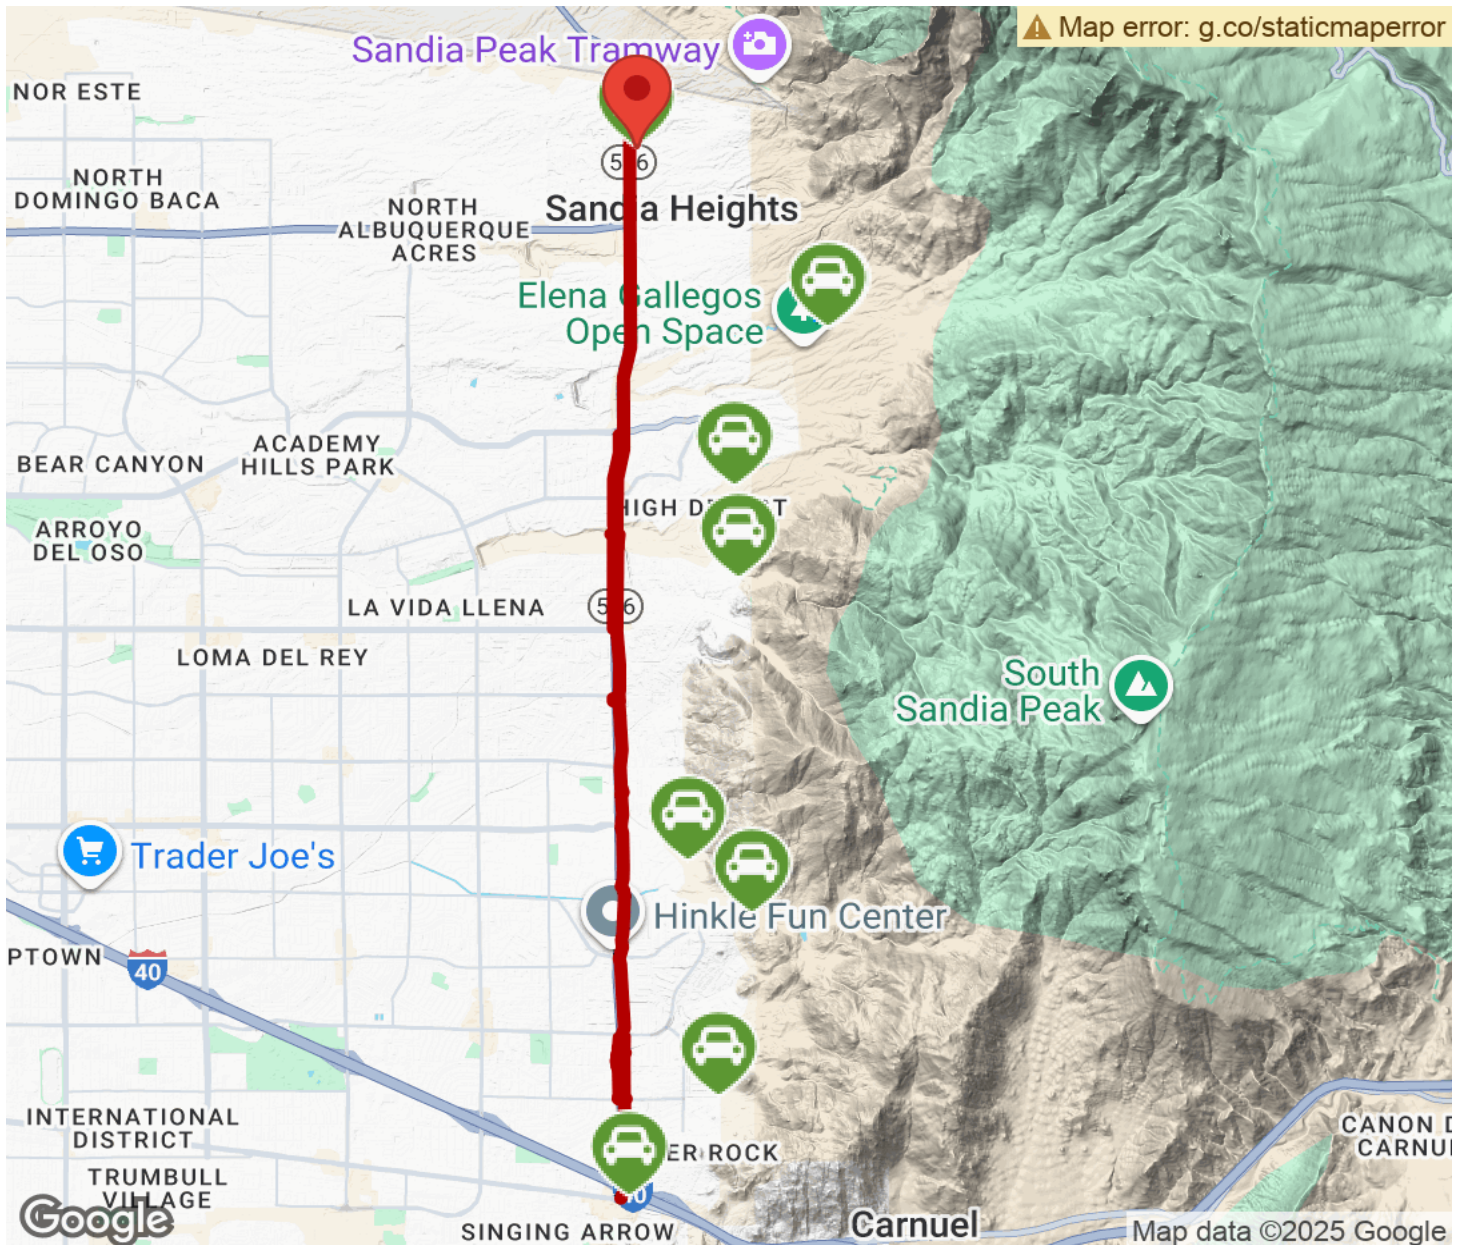 Map error: g.co/staticmaperror
Sandia Peak Tramway
NOR ESTE
NORTH
DOMINGO BACA
NORTH
ALBUQUERQUE
ACRES
Sandia Heights
Elena Gallegos
Open Space
ACADEMY
HILLS PARK
BEAR CANYON
ARROYO
DEL OSO
LA VIDA LLENA
LOMA DEL REY
South
Sandia Peak
Trader Joe's
Hinkle Fun Center
PTOWN
40
INTERNATIONAL
DISTRICT
TRUMBULL
VILLAGE
ER ROCK
40
SINGING ARROW
Carnuel
CANON D
CARNU
Google
Map data ©2025 Google